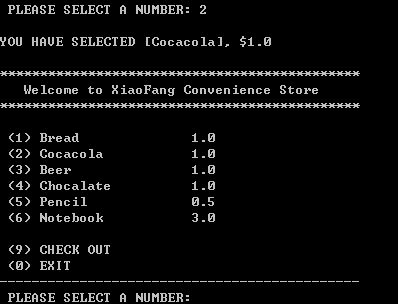 PLEASE SELECT A NUMBER: 2
YOU HAVE SELECTED [Cocacola], $1.0
*********************************************
Welcome to XiaoFang Convenience Store
*********************************************
(1) Bread 1.0
(2) Cocacola 1.0
(3) Beer 1.0
(4) Chocalate 1.0
(5) Pencil 0.5
(6) Notebook 3.0
(9) CHECK OUT
(0) EXIT
---------------------------------------------
PLEASE SELECT A NUMBER: